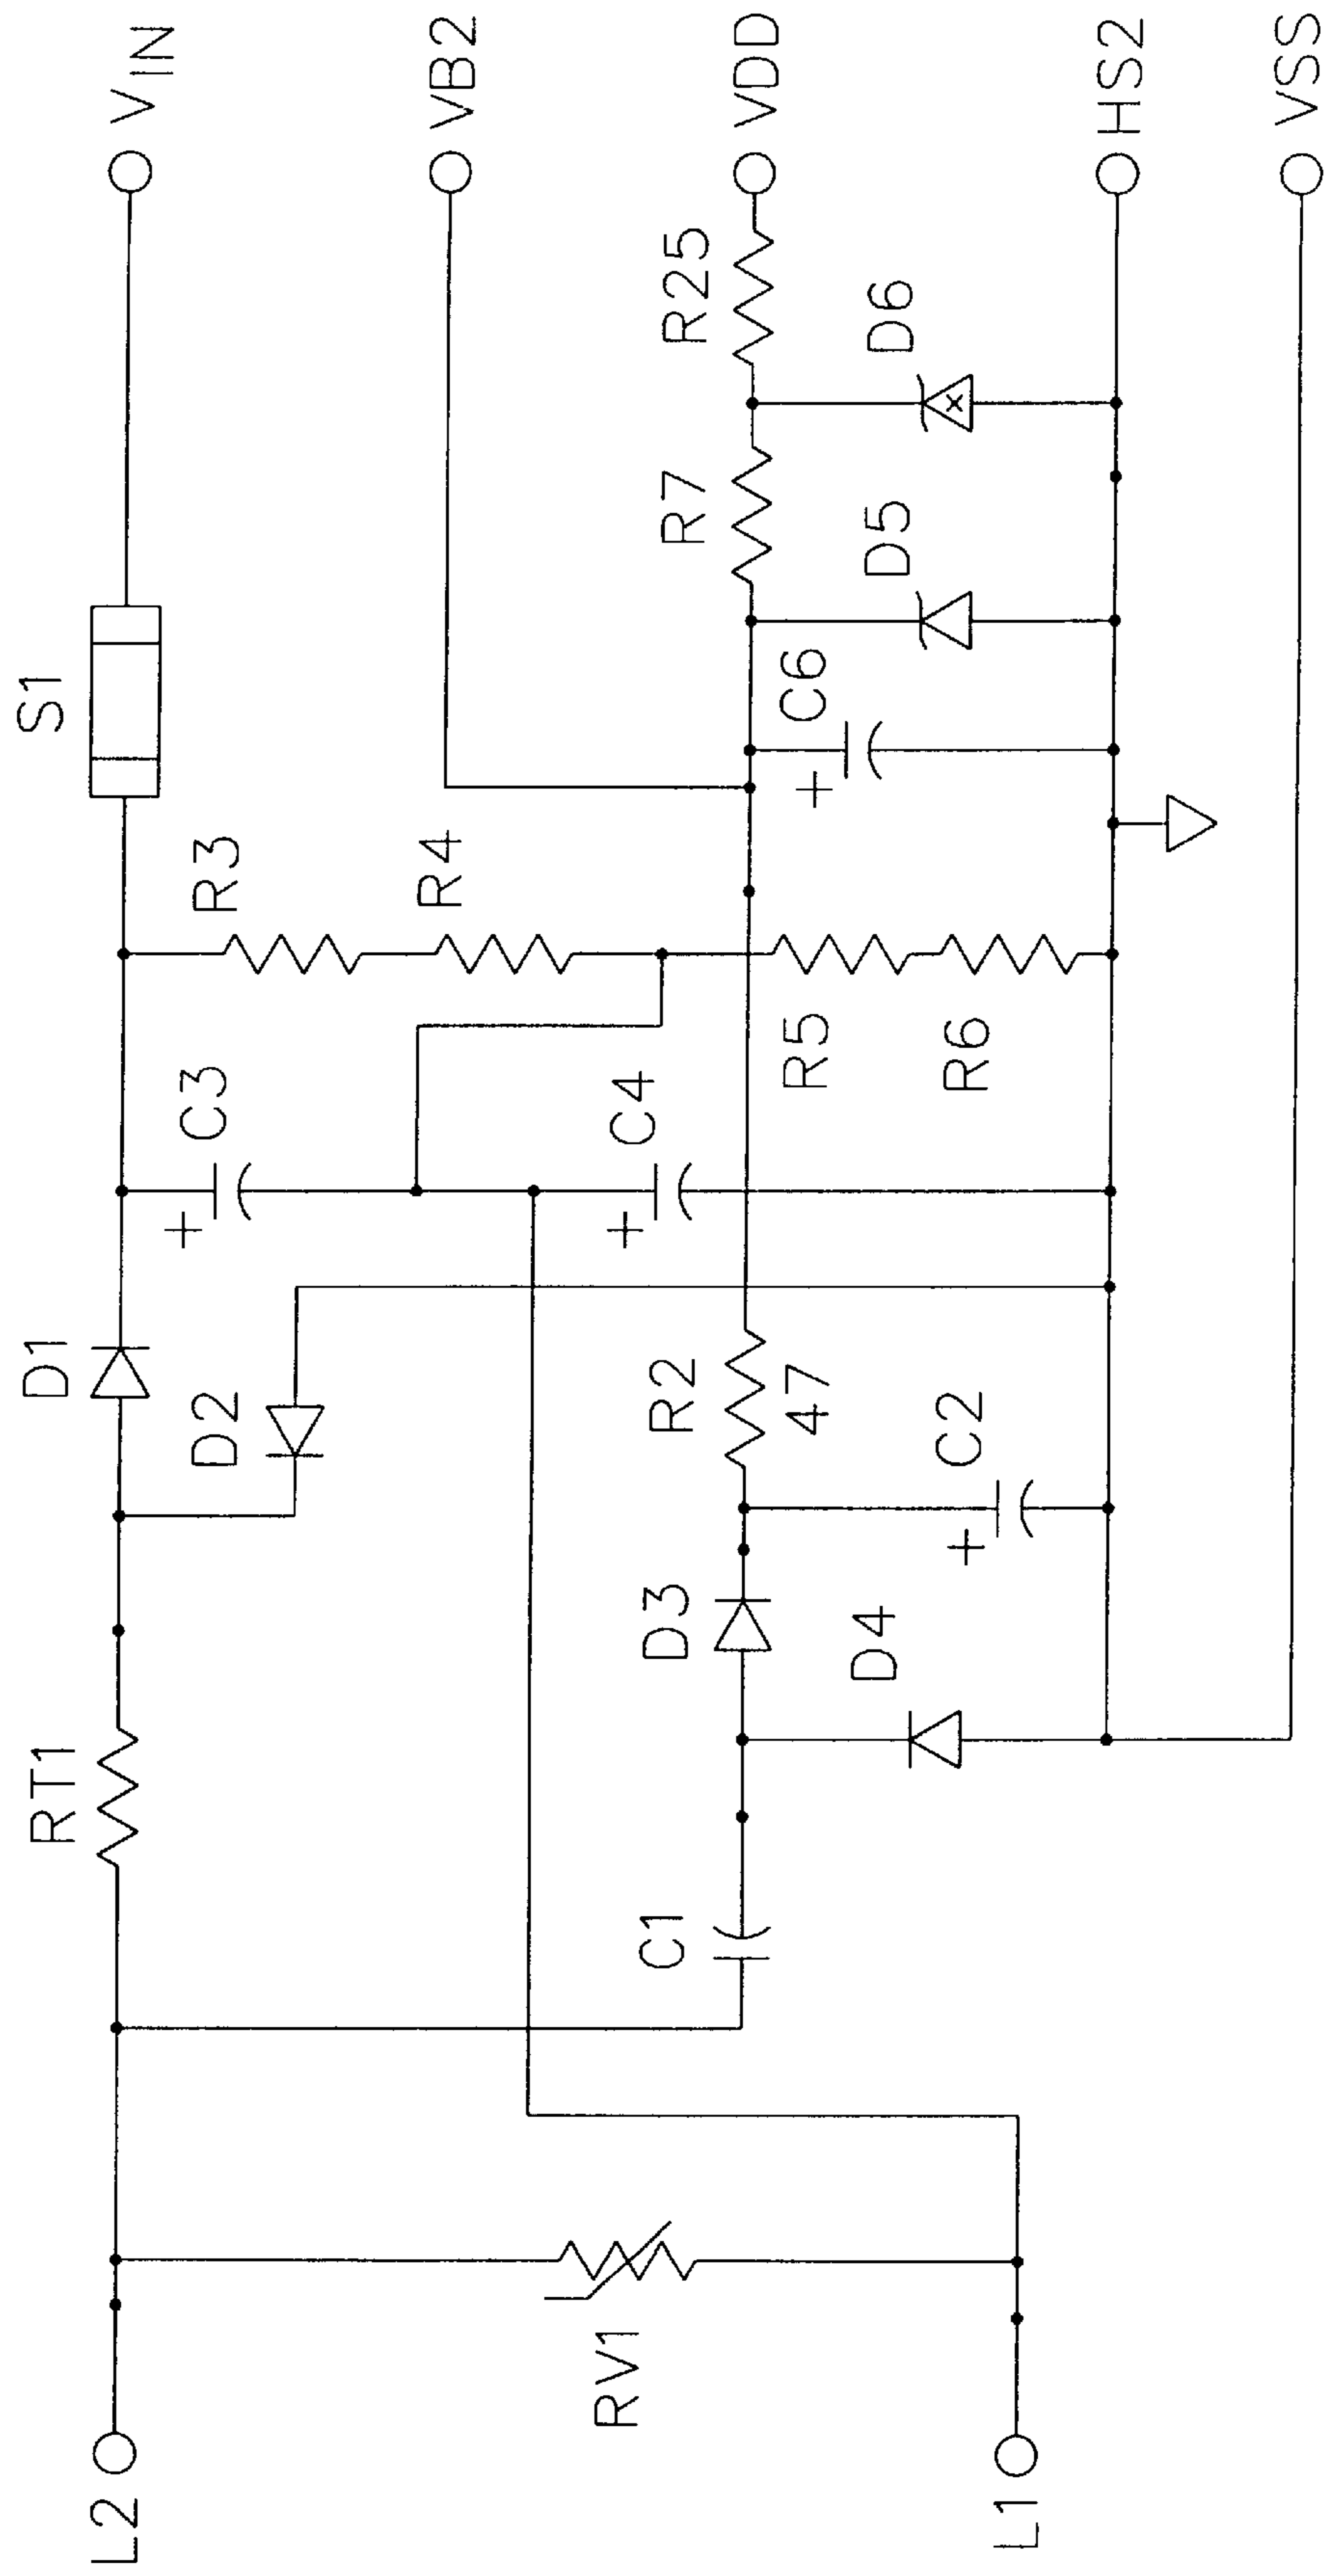 S1
VIN
D1
RT1
R3
C3
D2
R4
VB2
L2
C4
R2
47
D3
C1
R7
R25
VDD
RV1
C6
R5
D5
D6
D4
C2
R6
L1
HS2
VSS
+
+
+
+
x